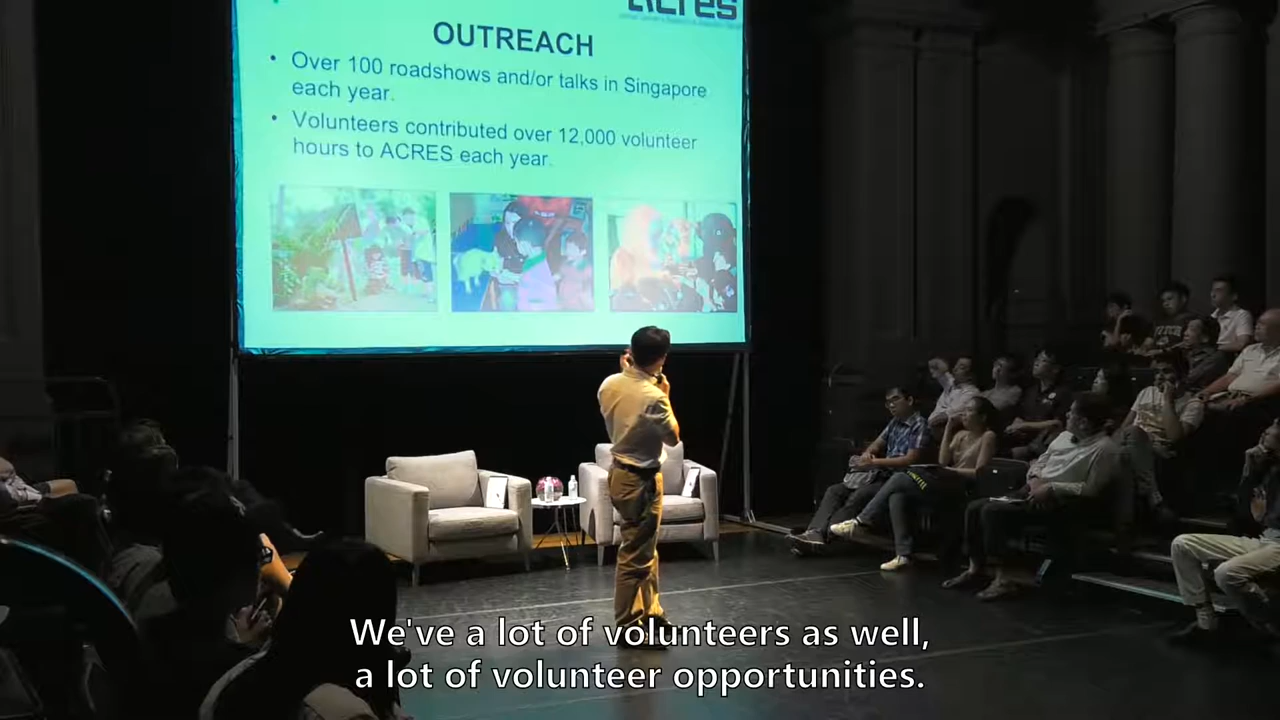 acres
OUTREACH
• Over 100 roadshows and/or talks in Singapore
each year.
• Volunteers contributed over 12,000 volunteer
hours to ACRES each year.
We've a lot of volunteers as well,
a lot of volunteer opportunities.